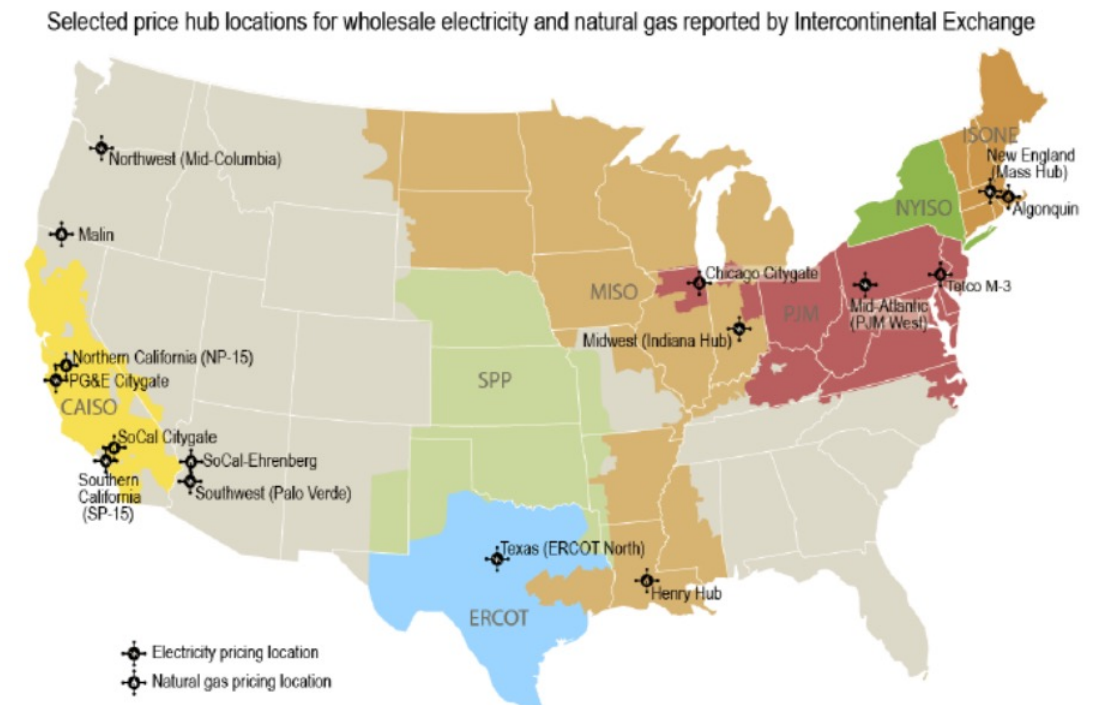 Selected price hub locations for wholesale electricity and natural gas reported by Intercontinental Exchange
ISONE
New England
(Mass Hub)
Northwest (Mid-Columbia)
NYISO
Algonquin
Malin
Chicago Citygate
Tetco M-3
MISO
PJM
Mid-Atlantic
(PJM West)
Midwest (Indiana Hub)
Northern California (NP-15)
PG&E Citygate
SPP
CAISO
SoCal Citygate
SoCal-Ehrenberg
Southern
California
(SP-15)
Southwest (Palo Verde)
Texas (ERCOT North)
Henry Hub
ERCOT
Electricity pricing location
Natural gas pricing location